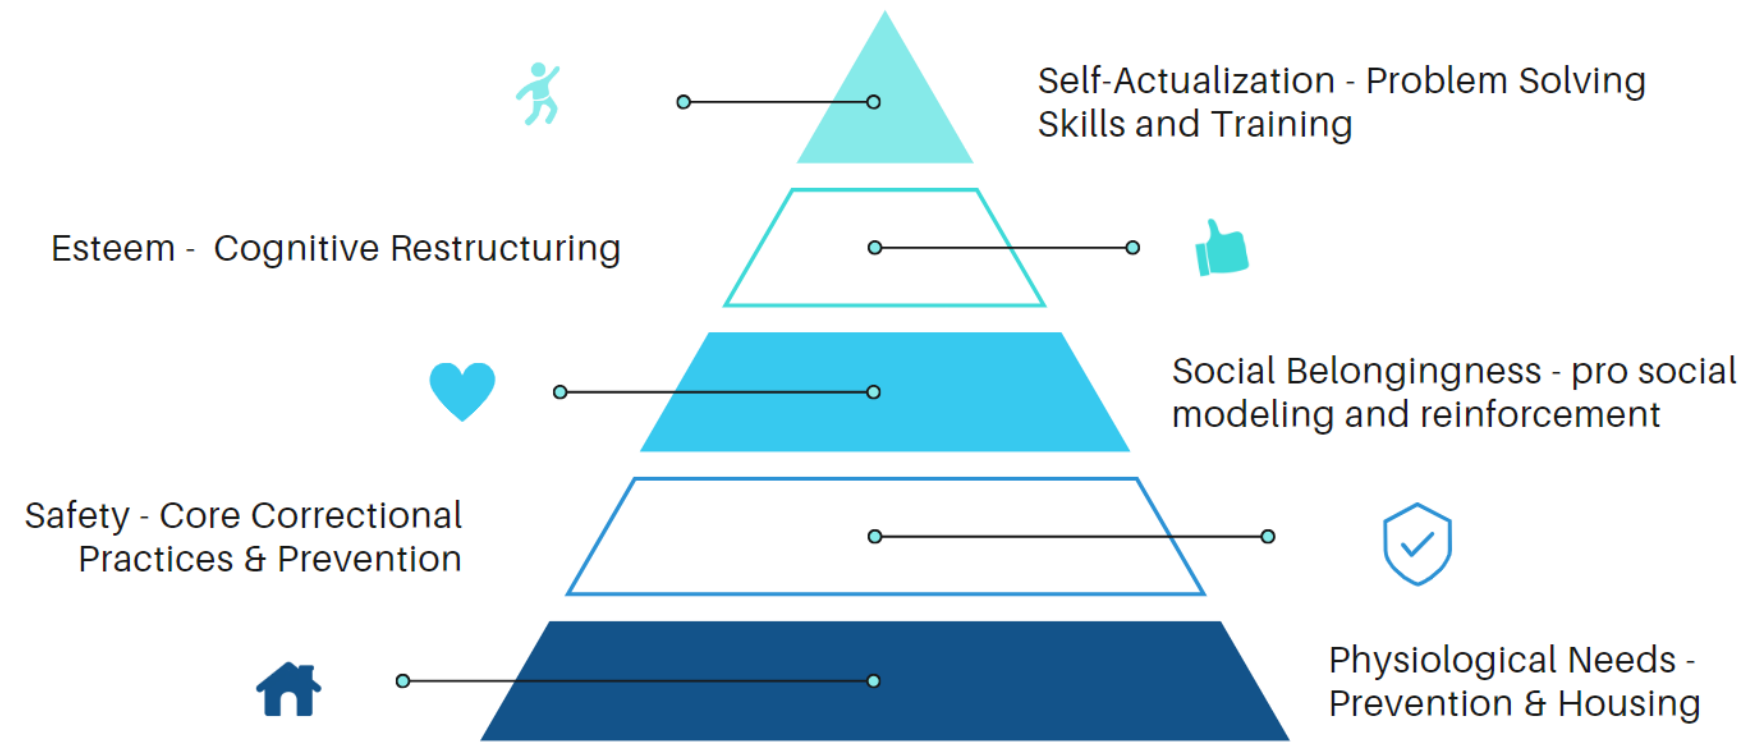 Self-Actualization - Problem Solving
Skills and Training
Esteem -  Cognitive Restructuring
Social Belongingness - pro social
modeling and reinforcement
Safety - Core Correctional
Practices & Prevention
Physiological Needs -
Prevention & Housing